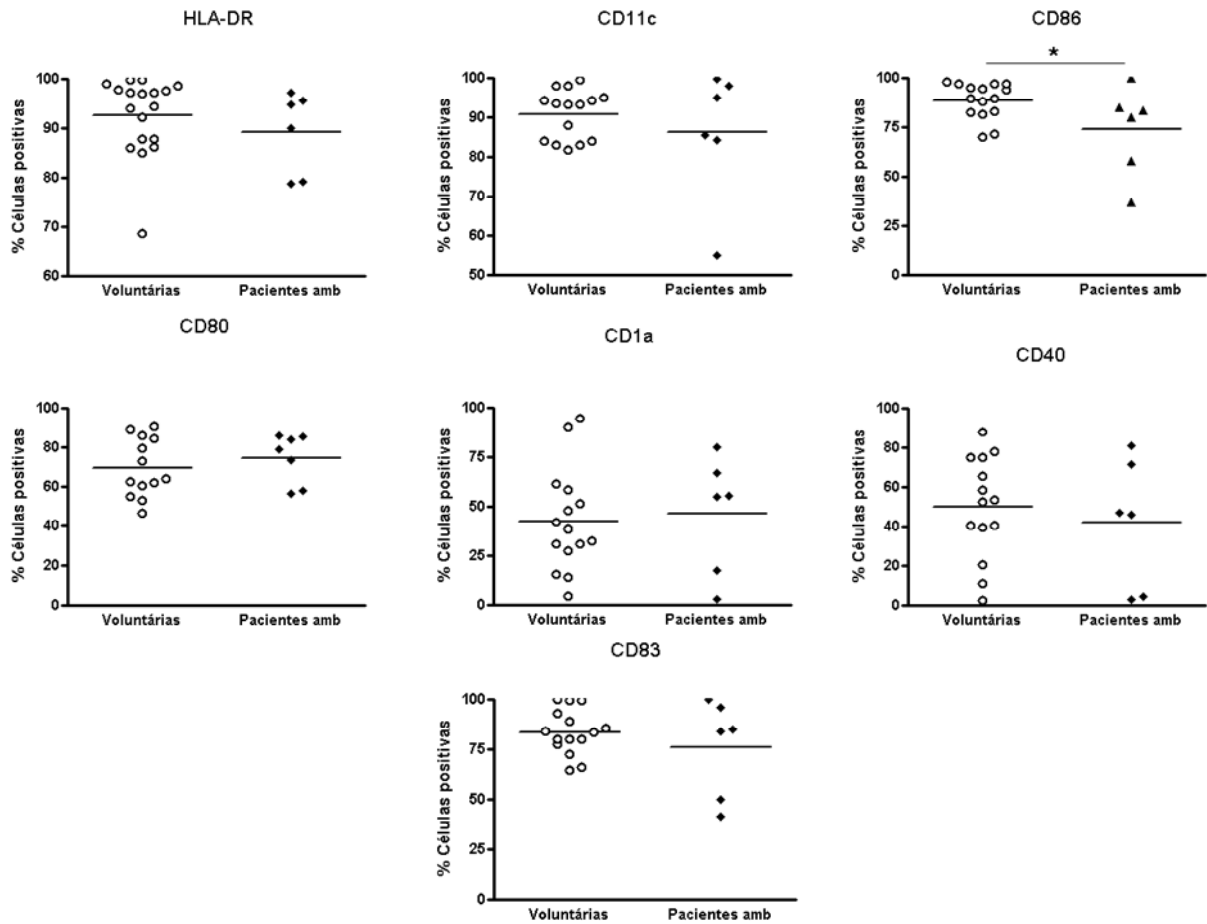 HLA-DR
% Células positivas
100
90
80
70
60
Voluntárias Pacientes amb
CD11c
% Células positivas
100
90
80
70
60
50
Voluntárias Pacientes amb
CD86
*
% Células positivas
100
75
50
25
0
Voluntárias Pacientes amb
CD80
% Células positivas
100
80
60
40
20
0
Voluntárias Pacientes amb
CD1a
% Células positivas
100
75
50
25
0
Voluntárias Pacientes amb
CD40
% Células positivas
100
80
60
40
20
0
Voluntárias Pacientes amb
CD83
% Células positivas
100
75
50
25
0
Voluntárias Pacientes amb